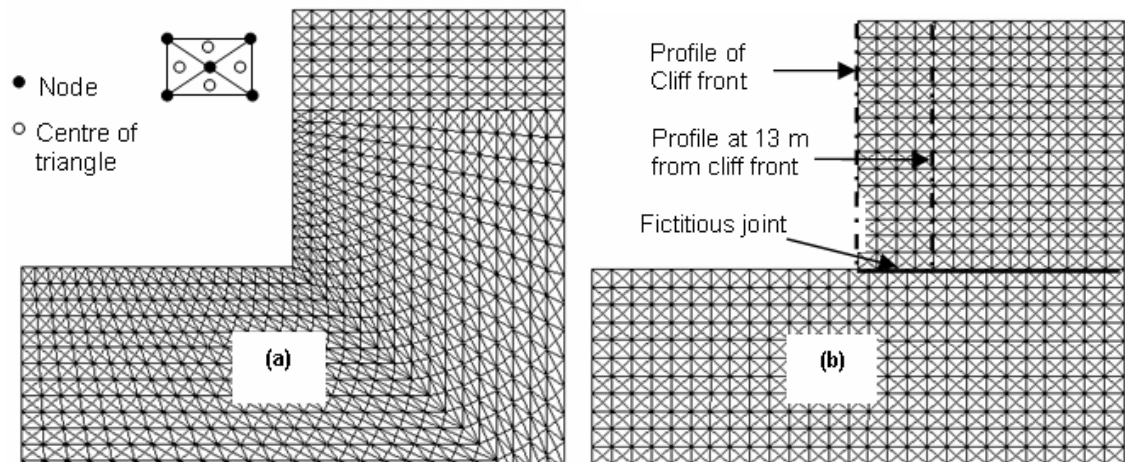 Node
Centre of
triangle
(a)
Profile of
Cliff front
Profile at 13 m
from cliff front
Fictitious joint
(b)